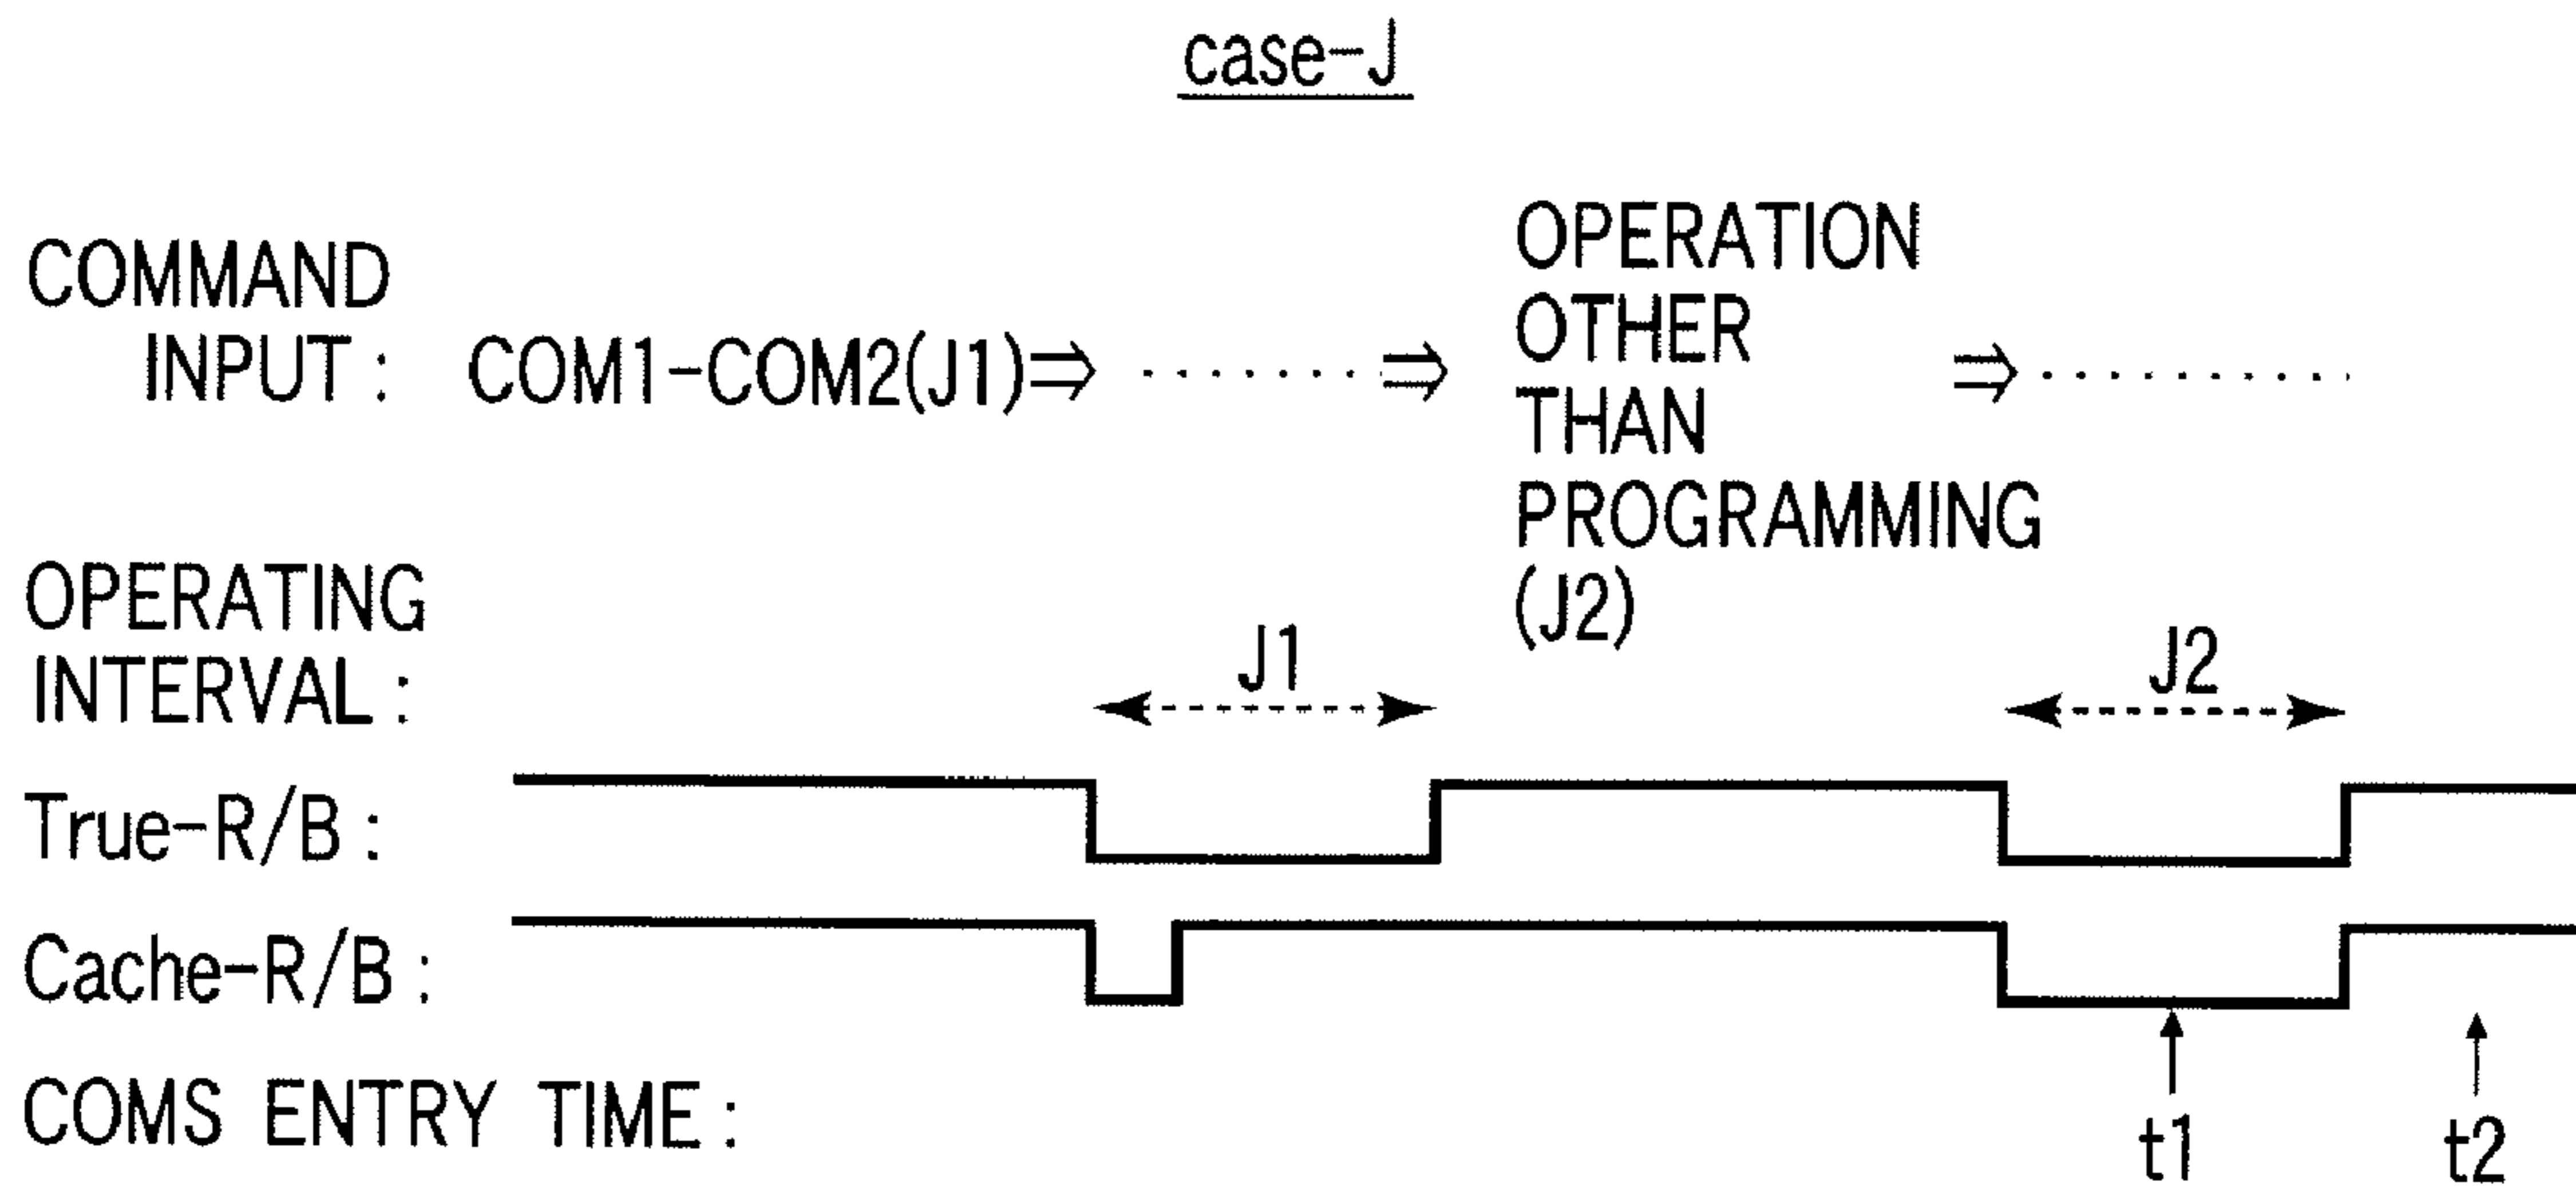 case-J
COMMAND
INPUT : COM1-COM2(J1)⇒ ........ ⇒ OPERATION
OTHER
THAN
PROGRAMMING
(J2) ⇒ .........
OPERATING
INTERVAL : J1 J2
True-R/B :
Cache-R/B :
COMS ENTRY TIME : t1 t2